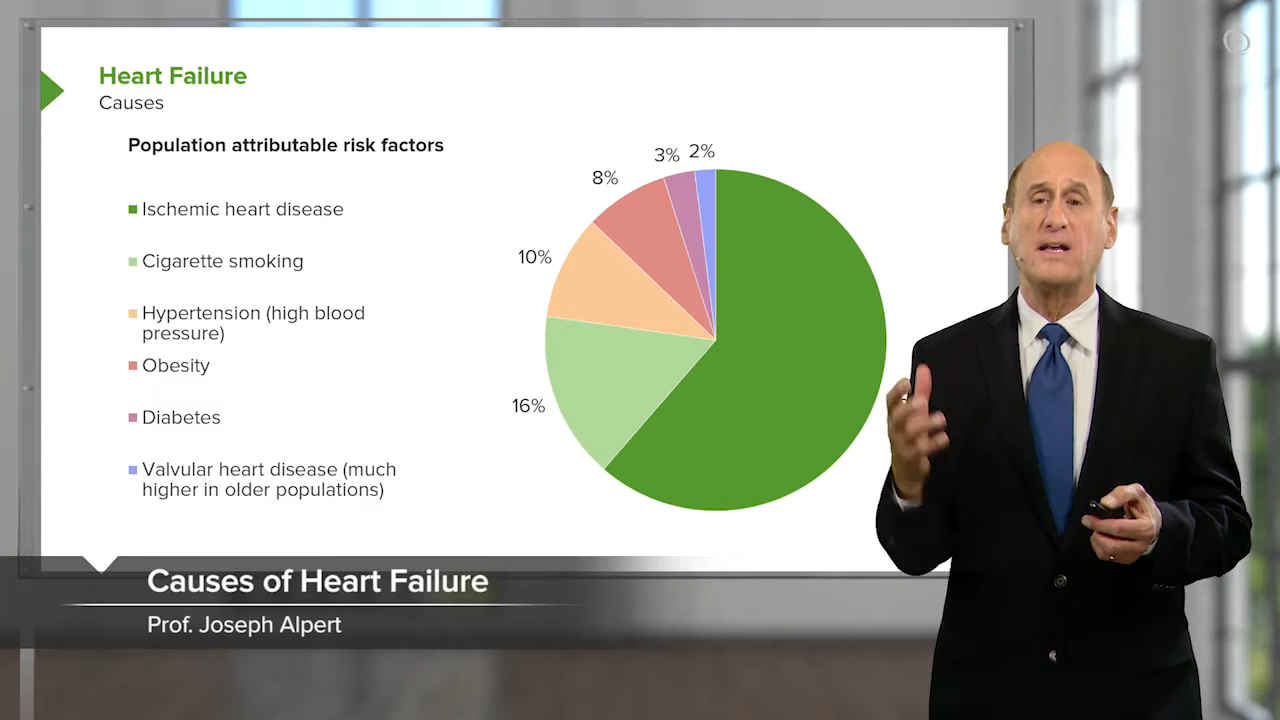 Heart Failure
Causes
Population attributable risk factors
Ischemic heart disease
Cigarette smoking
Hypertension (high blood
pressure)
Obesity
Diabetes
Valvular heart disease (much
higher in older populations)
2%
3%
8%
10%
16%
Causes of Heart Failure
Prof. Joseph Alpert